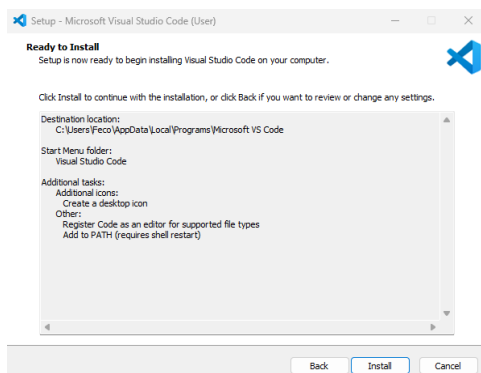 Setup - Microsoft Visual Studio Code (User)
Ready to Install
Setup is now ready to begin installing Visual Studio Code on your computer.
Click Install to continue with the installation, or click Back if you want to review or change any settings.
Destination location:
C:\Users\Feco\AppData\Local\Programs\Microsoft VS Code
Start Menu folder:
Visual Studio Code
Additional tasks:
Additional icons:
Create a desktop icon
Other:
Register Code as an editor for supported file types
Add to PATH (requires shell restart)
Back Install Cancel